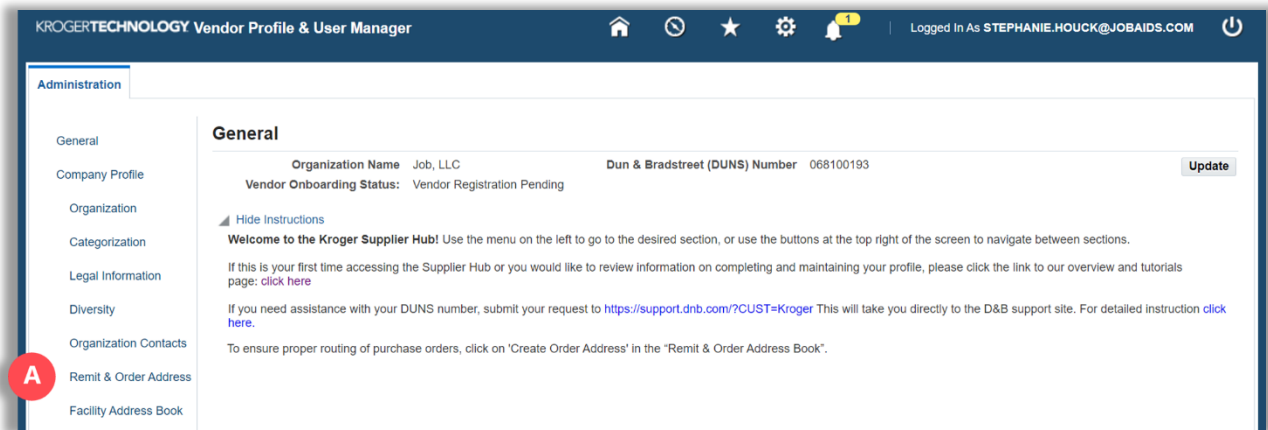 KROGERTECHNOLOGY. Vendor Profile & User Manager
1
Logged In As STEPHANIE.HOUCK@JOBAIDS.COM
Administration
General
Company Profile
Organization
Categorization
Legal Information
Diversity
Organization Contacts
A
Remit & Order Address
Facility Address Book
General
Organization Name Job, LLC
Dun & Bradstreet (DUNS) Number 068100193
Update
Vendor Onboarding Status: Vendor Registration Pending
Hide Instructions
Welcome to the Kroger Supplier Hub! Use the menu on the left to go to the desired section, or use the buttons at the top right of the screen to navigate between sections.
If this is your first time accessing the Supplier Hub or you would like to review information on completing and maintaining your profile, please click the link to our overview and tutorials
page: click here
If you need assistance with your DUNS number, submit your request to https://support.dnb.com/?CUST=Kroger This will take you directly to the D&B support site. For detailed instruction click
here.
To ensure proper routing of purchase orders, click on 'Create Order Address' in the “Remit & Order Address Book”.